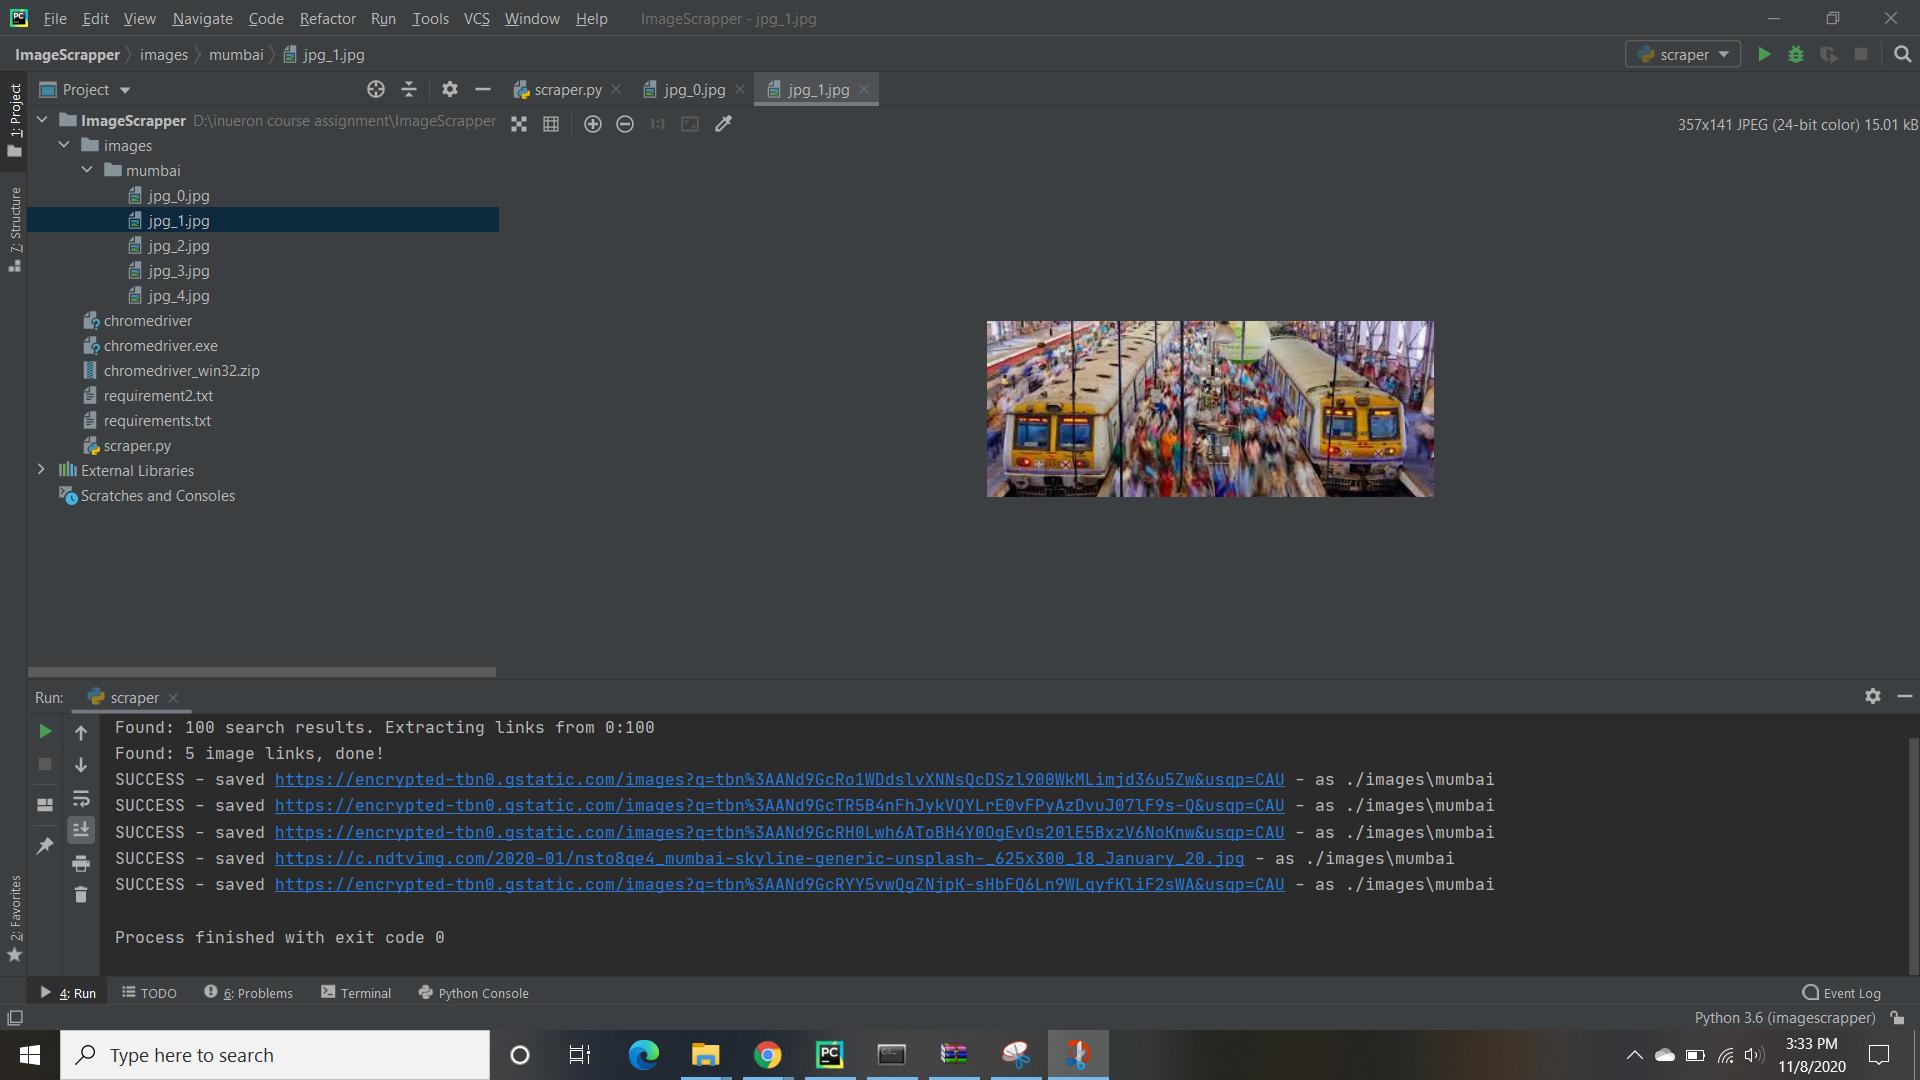 File Edit View Navigate Code Refactor Run Tools VCS Window Help ImageScrapper - jpg_1.jpg
ImageScrapper images mumbai jpg_1.jpg scraper
1: Project
7: Structure
2: Favorites
Project
scraper.py jpg_0.jpg jpg_1.jpg
ImageScrapper D:\inueron course assignment\ImageScrapper
1:1
357x141 JPEG (24-bit color) 15.01 kB
images
mumbai
jpg_0.jpg
jpg_1.jpg
jpg_2.jpg
jpg_3.jpg
jpg_4.jpg
chromedriver
chromedriver.exe
chromedriver_win32.zip
requirement2.txt
requirements.txt
scraper.py
External Libraries
Scratches and Consoles
Run: scraper
Found: 100 search results. Extracting links from 0:100
Found: 5 image links, done!
SUCCESS - saved https://encrypted-tbn0.gstatic.com/images?q=tbn%3AANd9GcRo1WDdslvXNNsQcDSzl900WkMLimjd36u5Zw&usqp=CAU - as ./images\mumbai
SUCCESS - saved https://encrypted-tbn0.gstatic.com/images?q=tbn%3AANd9GcTR5B4nFhJykVQYLrE0vFPyAzDvuJ07lF9s-Q&usqp=CAU - as ./images\mumbai
SUCCESS - saved https://encrypted-tbn0.gstatic.com/images?q=tbn%3AANd9GcRH0Lwh6AToBH4Y0OgEvOs20lE5BxzV6NoKnw&usqp=CAU - as ./images\mumbai
SUCCESS - saved https://c.ndtvimg.com/2020-01/nsto8qe4_mumbai-skyline-generic-unsplash-_625x300_18_January_20.jpg - as ./images\mumbai
SUCCESS - saved https://encrypted-tbn0.gstatic.com/images?q=tbn%3AANd9GcRYY5vwQgZNjpK-sHbFQ6Ln9WLqyfKliF2sWA&usqp=CAU - as ./images\mumbai
Process finished with exit code 0
4: Run TODO 6: Problems Terminal Python Console Event Log
Python 3.6 (imagescrapper)
Type here to search
PC
3:33 PM
11/8/2020